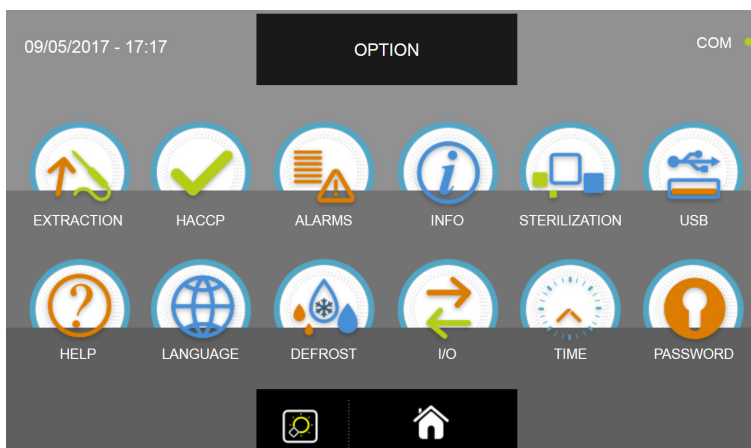 09/05/2017 - 17:17
OPTION
COM
EXTRACTION HACCP ALARMS INFO STERILIZATION USB
HELP LANGUAGE DEFROST I/O TIME PASSWORD